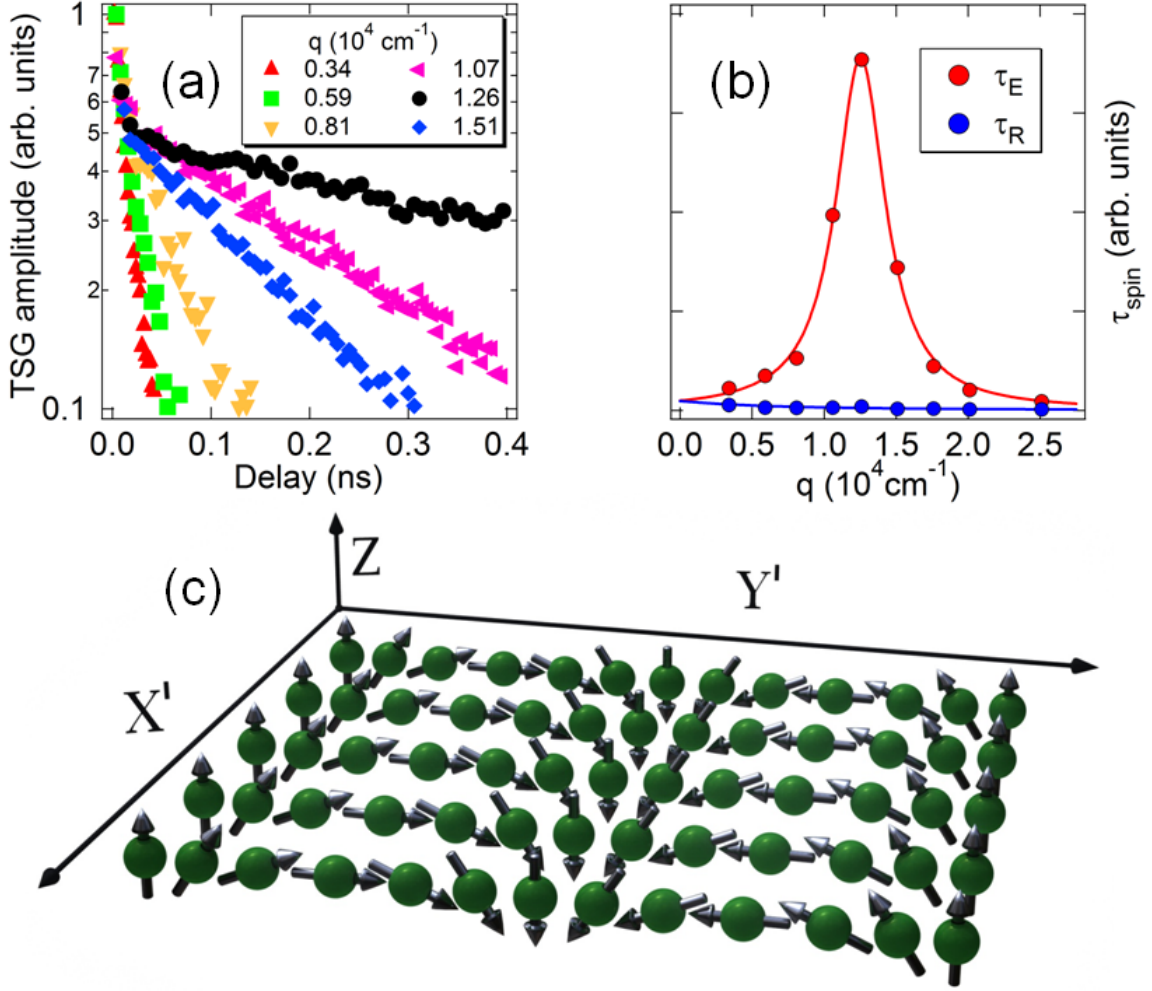 (a)
q (10⁴ cm⁻¹)
0.34 1.07
0.59 1.26
0.81 1.51
TSG amplitude (arb. units)
1
7
6
5
4
3
2
0.1
0.0 0.1 0.2 0.3 0.4
Delay (ns)
(b)
τE
τR
τspin (arb. units)
0.0 0.5 1.0 1.5 2.0 2.5
q (10⁴cm⁻¹)
(c)
Z
Y'
X'